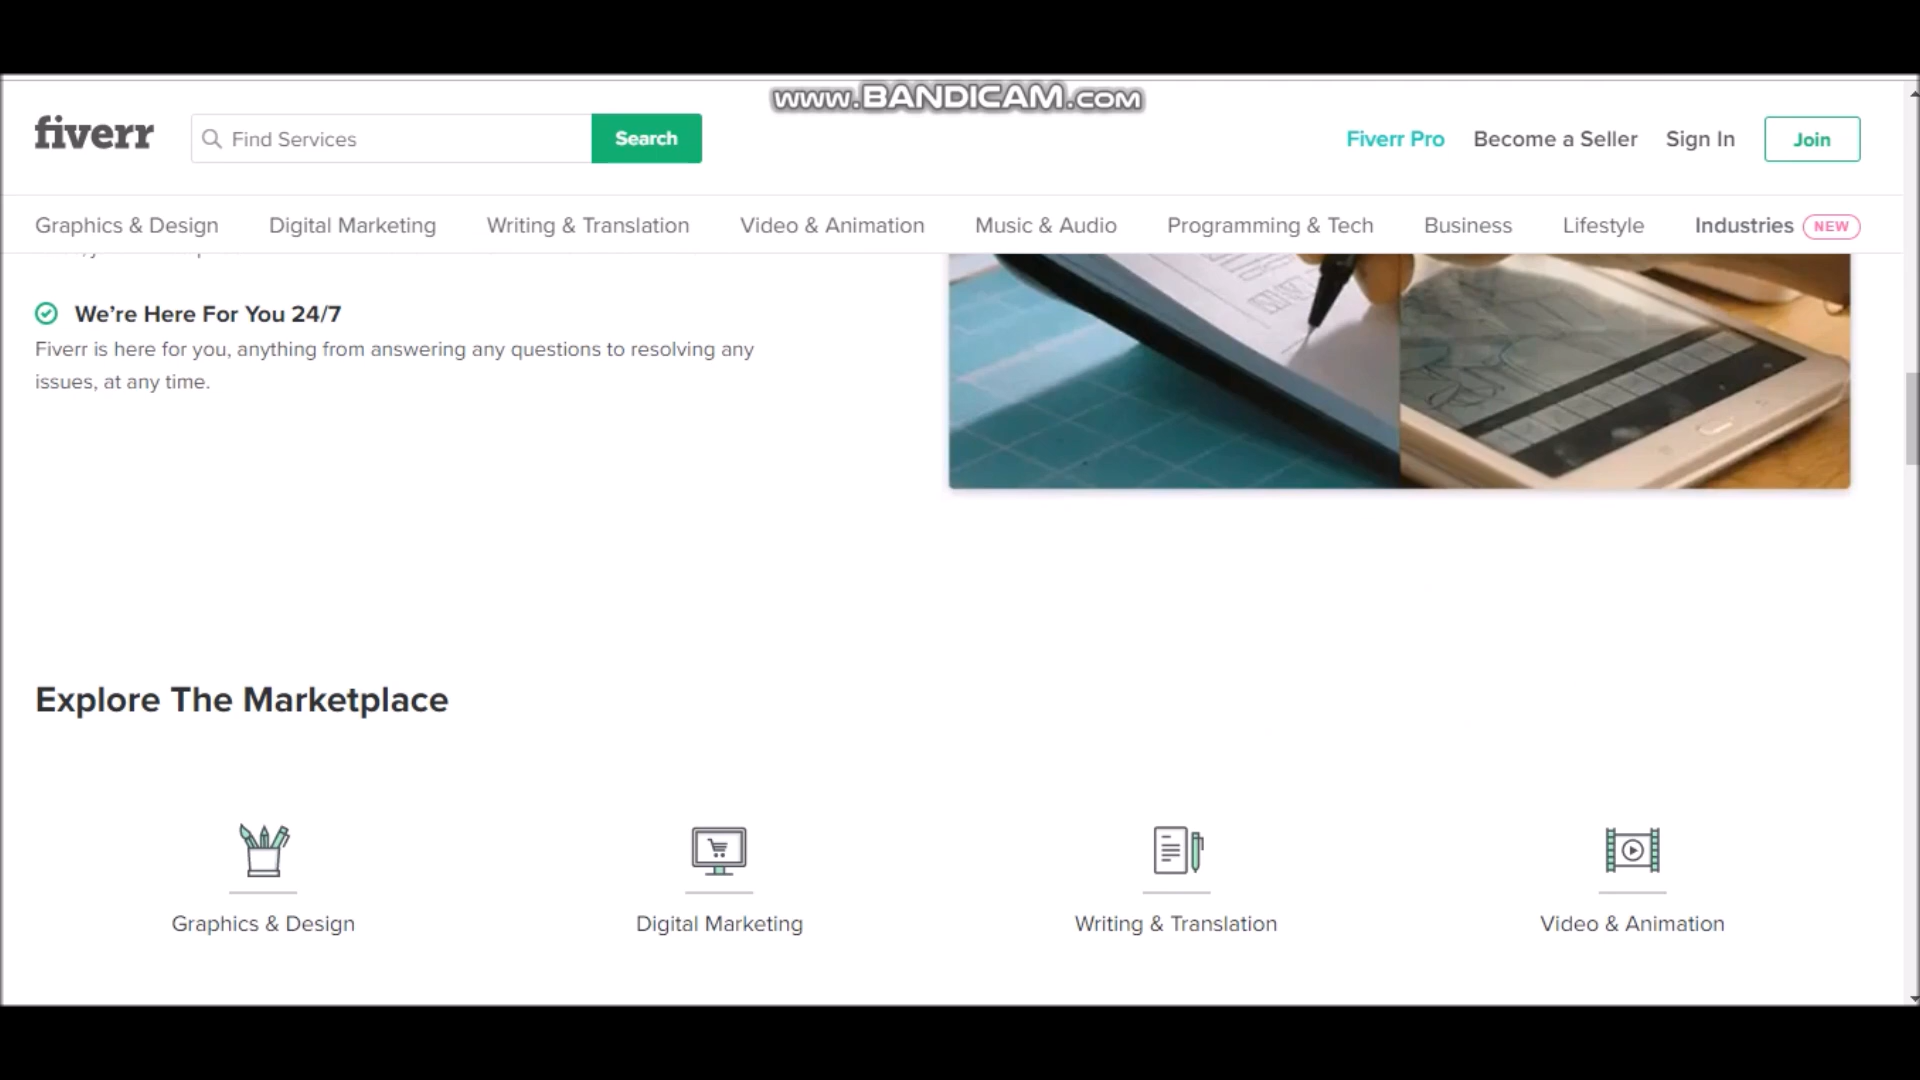 www.BANDICAM.com
fiverr
Find Services
Search
Fiverr Pro
Become a Seller
Sign In
Join
Graphics & Design
Digital Marketing
Writing & Translation
Video & Animation
Music & Audio
Programming & Tech
Business
Lifestyle
Industries NEW
We’re Here For You 24/7
Fiverr is here for you, anything from answering any questions to resolving any
issues, at any time.
Explore The Marketplace
Graphics & Design
Digital Marketing
Writing & Translation
Video & Animation